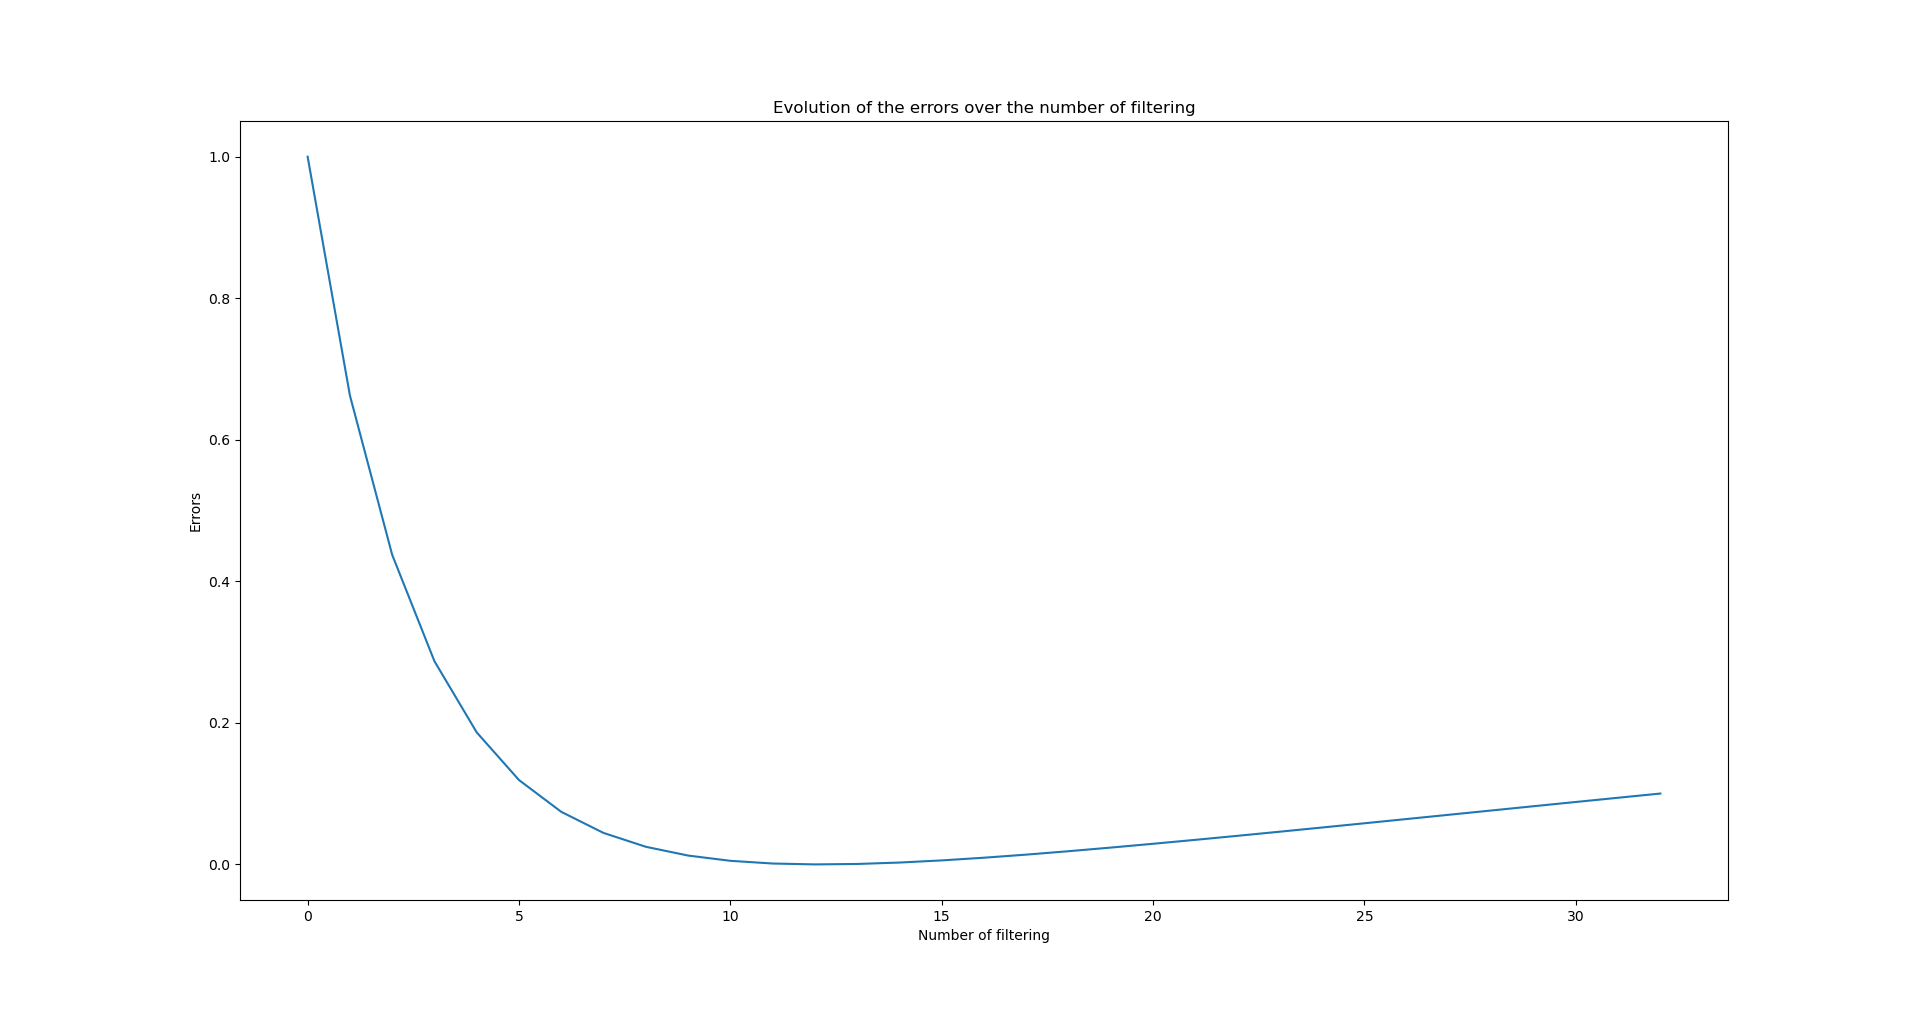 Evolution of the errors over the number of filtering
1.0
0.8
0.6
0.4
0.2
0.0
Errors
0 5 10 15 20 25 30
Number of filtering